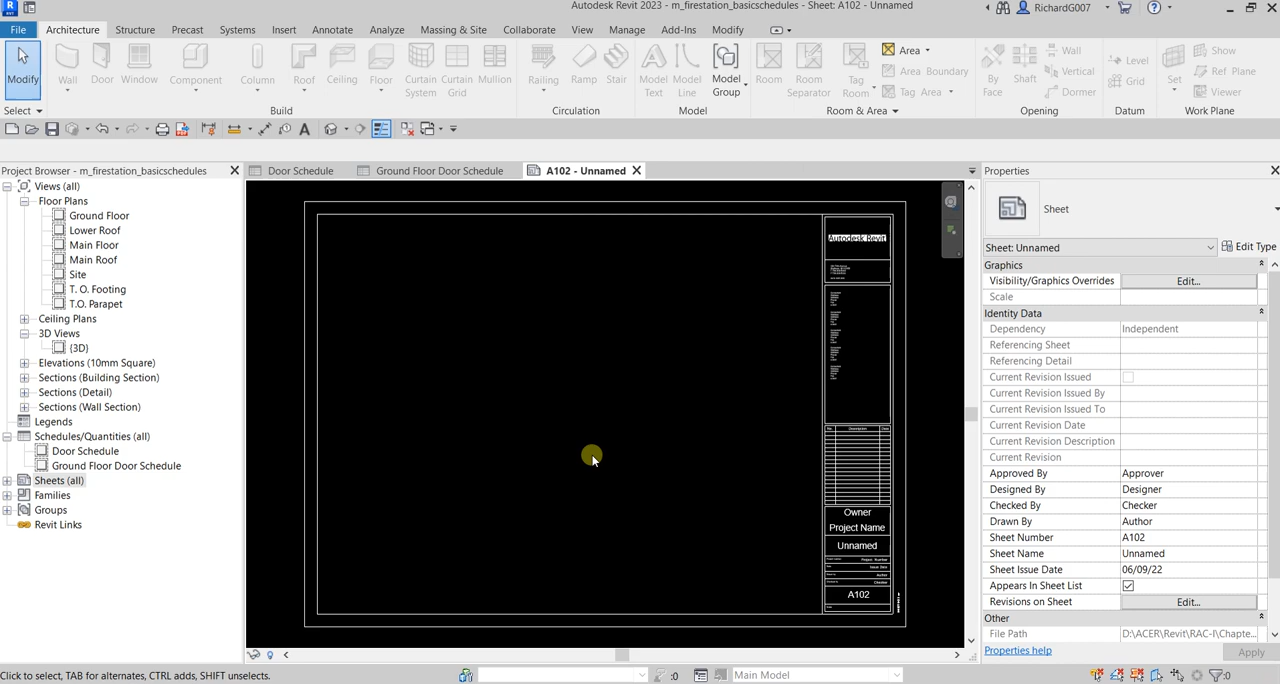 Autodesk Revit 2023 - m_firestation_basicschedules - Sheet: A102 - Unnamed
RichardG007
File Architecture Structure Precast Systems Insert Annotate Analyze Massing & Site Collaborate View Manage Add-Ins Modify
Modify Wall Door Window Component Column Roof Ceiling Floor Curtain System Curtain Grid Mullion Railing Ramp Stair Model Text Model Line Model Group Room Room Separator Tag Room
Area
Area Boundary
Tag Area
By Face Shaft
Wall
Vertical
Dormer
Level
Grid
Set
Show
Ref Plane
Viewer
Select Build Circulation Model Room & Area Opening Datum Work Plane
Project Browser - m_firestation_basicschedules
Door Schedule Ground Floor Door Schedule A102 - Unnamed
Views (all)
Floor Plans
Ground Floor
Lower Roof
Main Floor
Main Roof
Site
T. O. Footing
T.O. Parapet
Ceiling Plans
3D Views
{3D}
Elevations (10mm Square)
Sections (Building Section)
Sections (Detail)
Sections (Wall Section)
Legends
Schedules/Quantities (all)
Door Schedule
Ground Floor Door Schedule
Sheets (all)
Families
Groups
Revit Links
Autodesk Revit
No. Description Date
Owner
Project Name
Unnamed
Project Number
Issue Date
Author
Checker
A102
Properties
Sheet
Sheet: Unnamed Edit Type
Graphics
Visibility/Graphics Overrides Edit...
Scale
Identity Data
Dependency Independent
Referencing Sheet
Referencing Detail
Current Revision Issued
Current Revision Issued By
Current Revision Issued To
Current Revision Date
Current Revision Description
Current Revision
Approved By Approver
Designed By Designer
Checked By Checker
Drawn By Author
Sheet Number A102
Sheet Name Unnamed
Sheet Issue Date 06/09/22
Appears In Sheet List
Revisions on Sheet Edit...
Other
File Path D:\ACER\Revit\RAC-I\Chapte...
Properties help Apply
Click to select, TAB for alternates, CTRL adds, SHIFT unselects. :0 Main Model :0